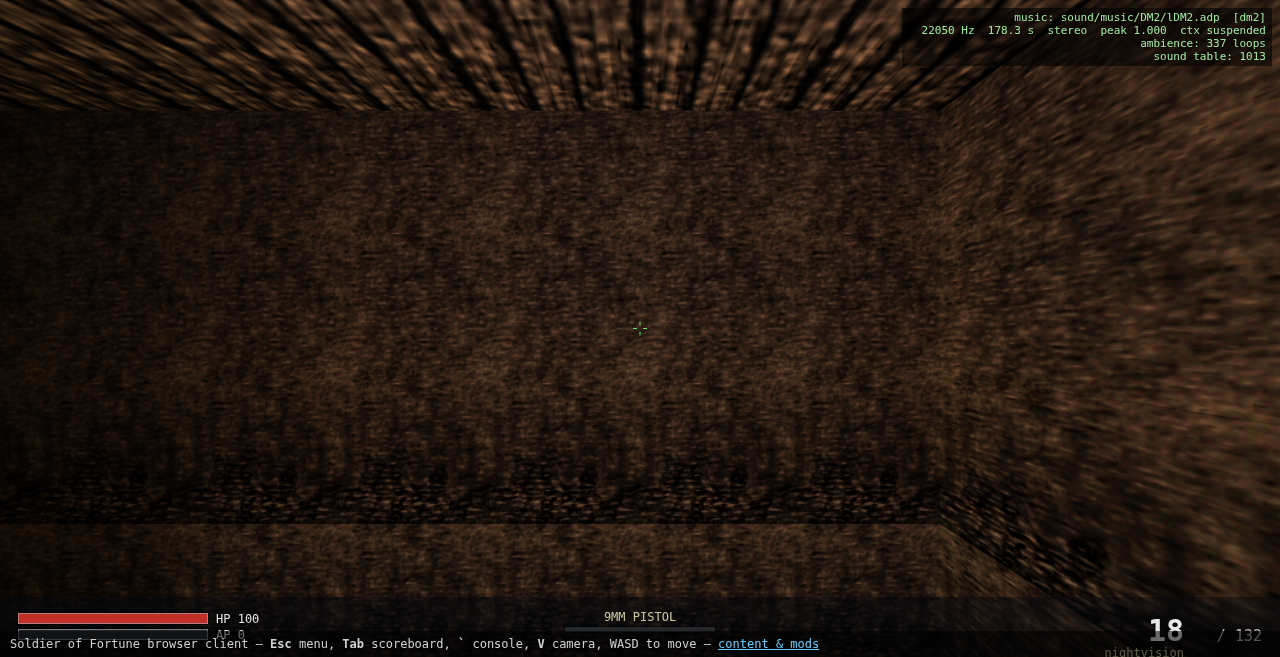 music: sound/music/DM2/lDM2.adp  [dm2]
22050 Hz  178.3 s  stereo  peak 1.000  ctx suspended
ambience: 337 loops
sound table: 1013
HP 100
9MM PISTOL
18 / 132
AP 0
Soldier of Fortune browser client — Esc menu, Tab scoreboard, ` console, V camera, WASD to move — content & mods
nightvision